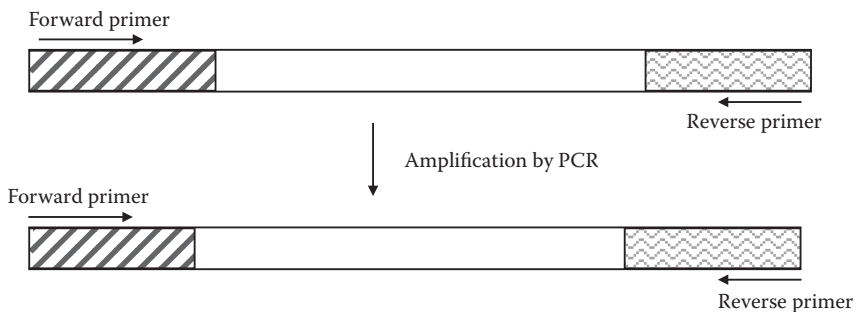 Forward primer
Reverse primer
Amplification by PCR
Forward primer
Reverse primer